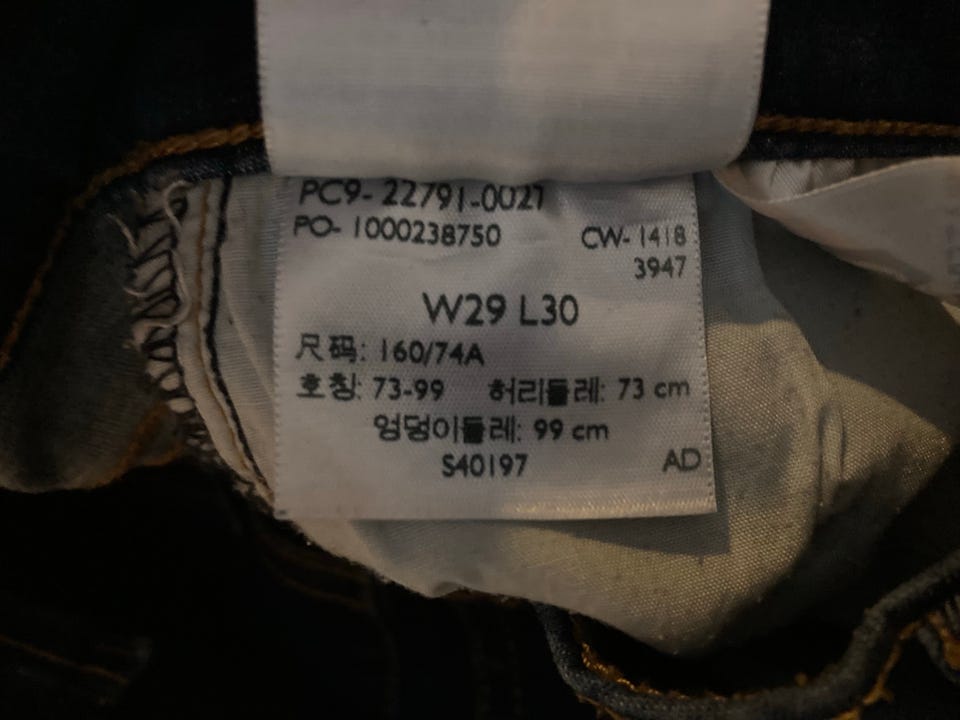 PC9- 22791-0027
PO- 1000238750 CW- 1418
3947
W29 L30
尺码: 160/74A
호칭: 73-99 허리둘레: 73 cm
엉덩이둘레: 99 cm
S40197 AD